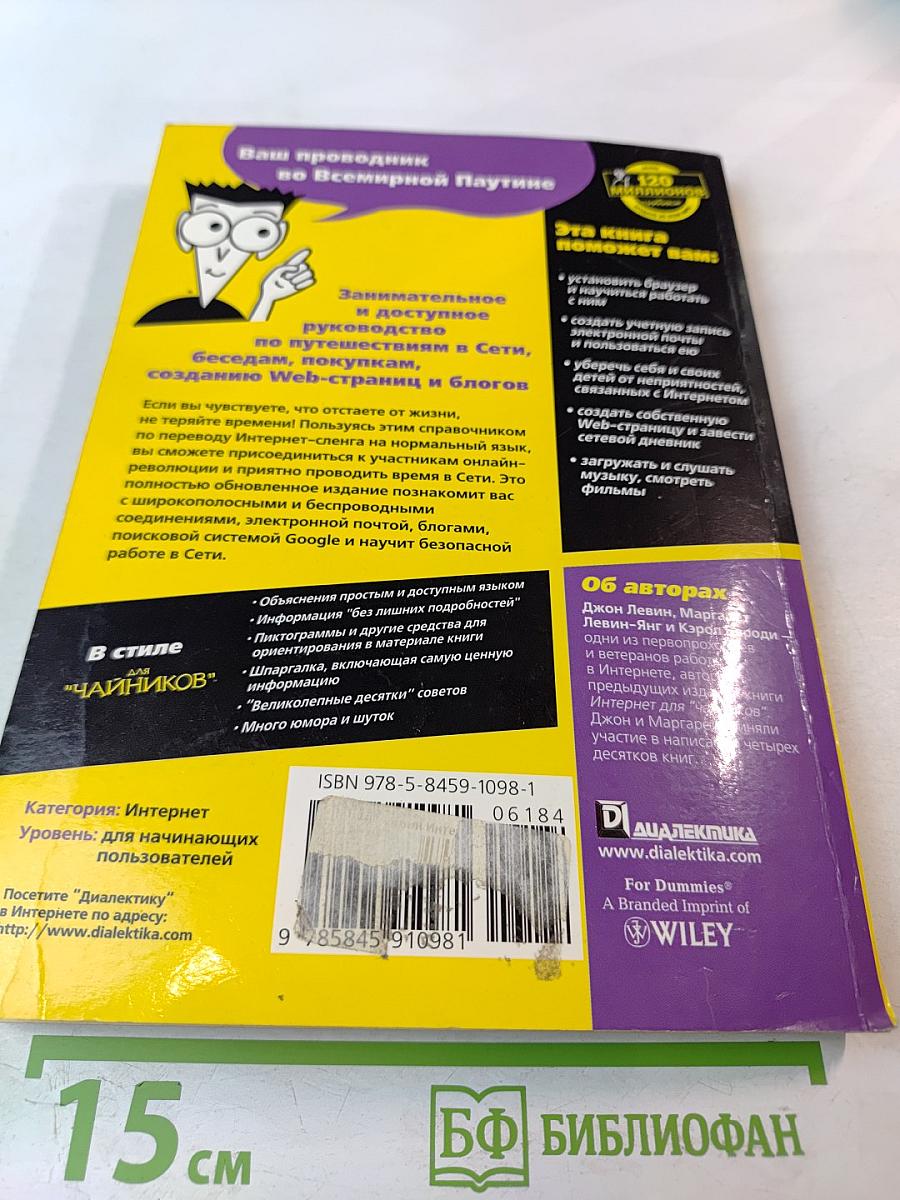 Ваш проводник
во Всемирной Паутине
120
МИЛЛИОНОВ
Занимательное
и доступное
руководство
по путешествиям в Сети,
беседам, покупкам,
созданию Web-страниц и блогов
Если вы чувствуете, что отстаете от жизни,
не теряйте времени! Пользуясь этим справочником
по переводу Интернет-сленга на нормальный язык,
вы сможете присоединиться к участникам онлайн-
революции и приятно проводить время в Сети. Это
полностью обновленное издание познакомит вас
с широкополосными и беспроводными
соединениями, электронной почтой, блогами,
поисковой системой Google и научит безопасной
работе в Сети.
Эта книга
поможет вам:
• установить браузер
и научиться работать
с ним
• создать учетную запись
электронной почты
и пользоваться ею
• уберечь себя и своих
детей от неприятностей,
связанных с Интернетом
• создать собственную
Web-страницу и завести
сетевой дневник
• загружать и слушать
музыку, смотреть
фильмы
В стиле
ДЛЯ
"ЧАЙНИКОВ"
• Объяснения простым и доступным языком
• Информация "без лишних подробностей"
• Пиктограммы и другие средства для
ориентирования в материале книги
• Шпаргалка, включающая самую ценную
информацию
• "Великолепные десятки" советов
• Много юмора и шуток
Об авторах
Джон Левин,
Левин-Янг и Кэрол
одни из
и ветеранов
в Интернете,
предыдущих книги
Интернет для
Джон и
участие в четырех
десятков книг.
Категория: Интернет
Уровень: для начинающих
пользователей
Посетите "Диалектику"
в Интернете по адресу:
http://www.dialektika.com
ISBN 978-5-8459-1098-1
06184
9 785845 910981
ДИАЛЕКТИКА
www.dialektika.com
For Dummies®
A Branded Imprint of
WILEY
15 см
БФ БИБЛИОФАН